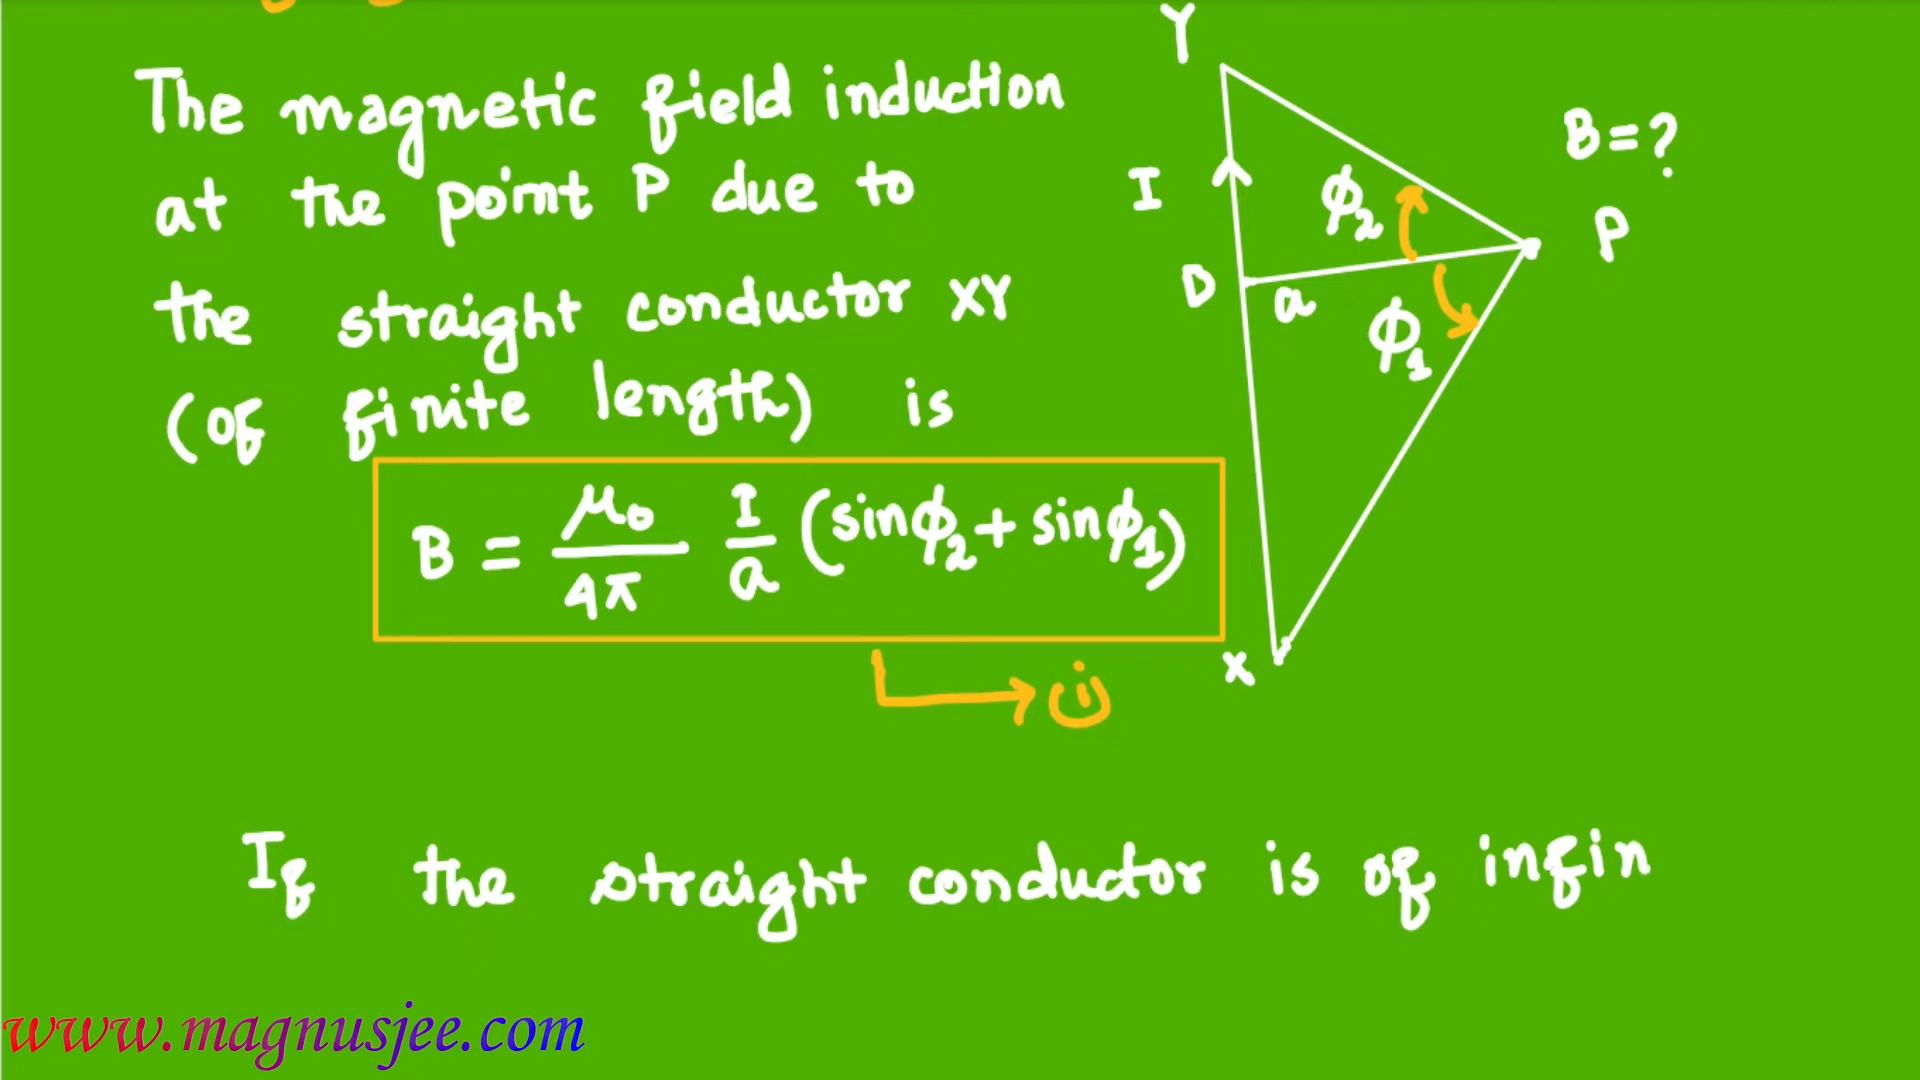 The magnetic field induction
at the point P due to
the straight conductor XY
(of finite length) is
B = μ₀/4π I/a (sinϕ₂ + sinϕ₁)
Y
B = ?
I
ϕ₂
P
D
a
ϕ₁
X
If the straight conductor is of infin
www.magnusjee.com